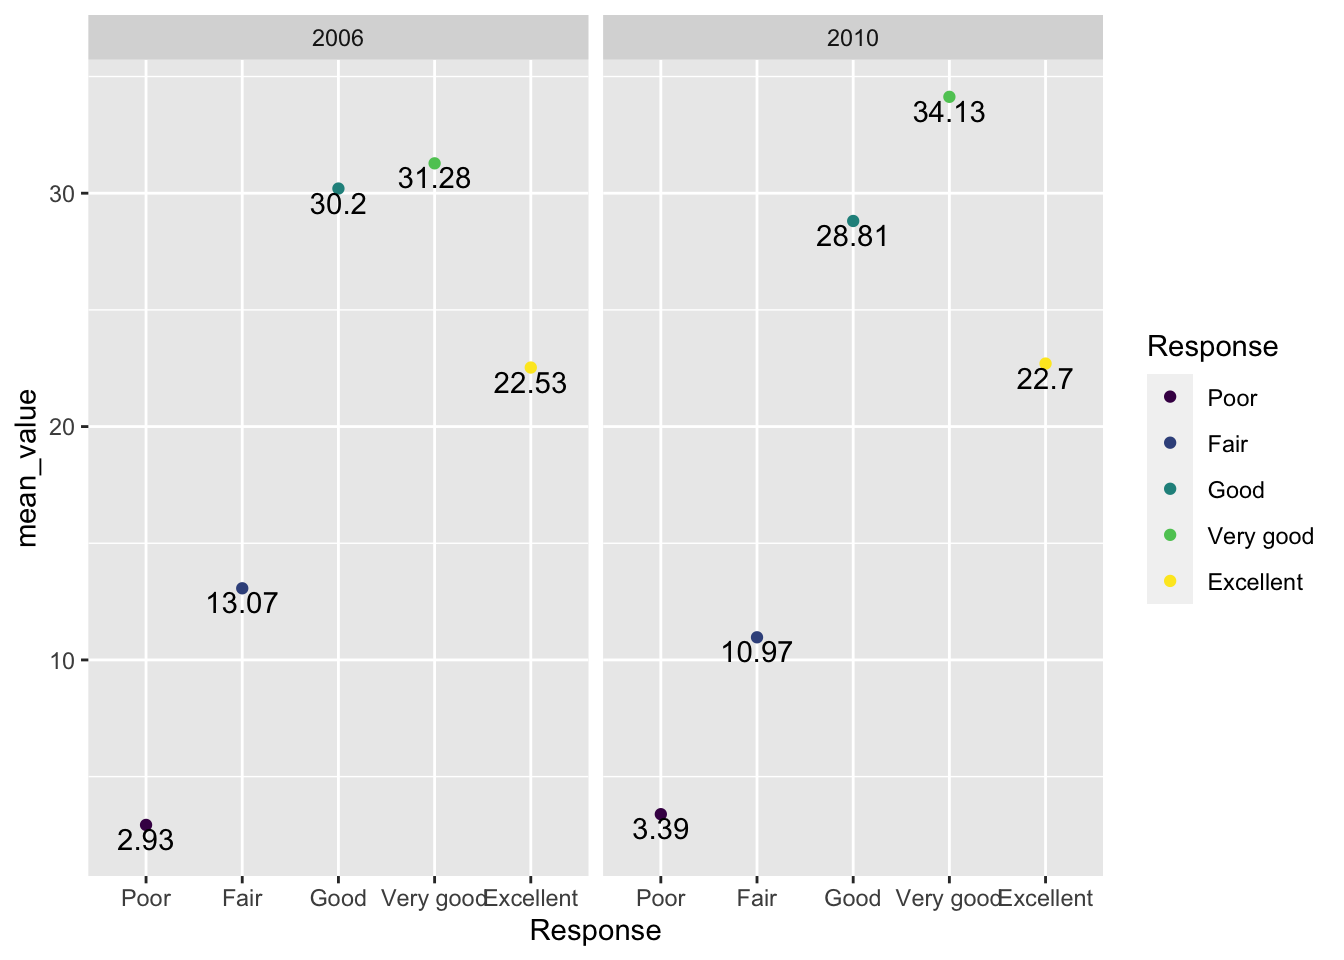 2006
2010
34.13
31.28
30
30.2
28.81
22.53
22.7
20
mean_value
13.07
10.97
10
2.93
3.39
Poor Fair Good Very good Excellent
Poor Fair Good Very good Excellent
Response
Response
Poor
Fair
Good
Very good
Excellent